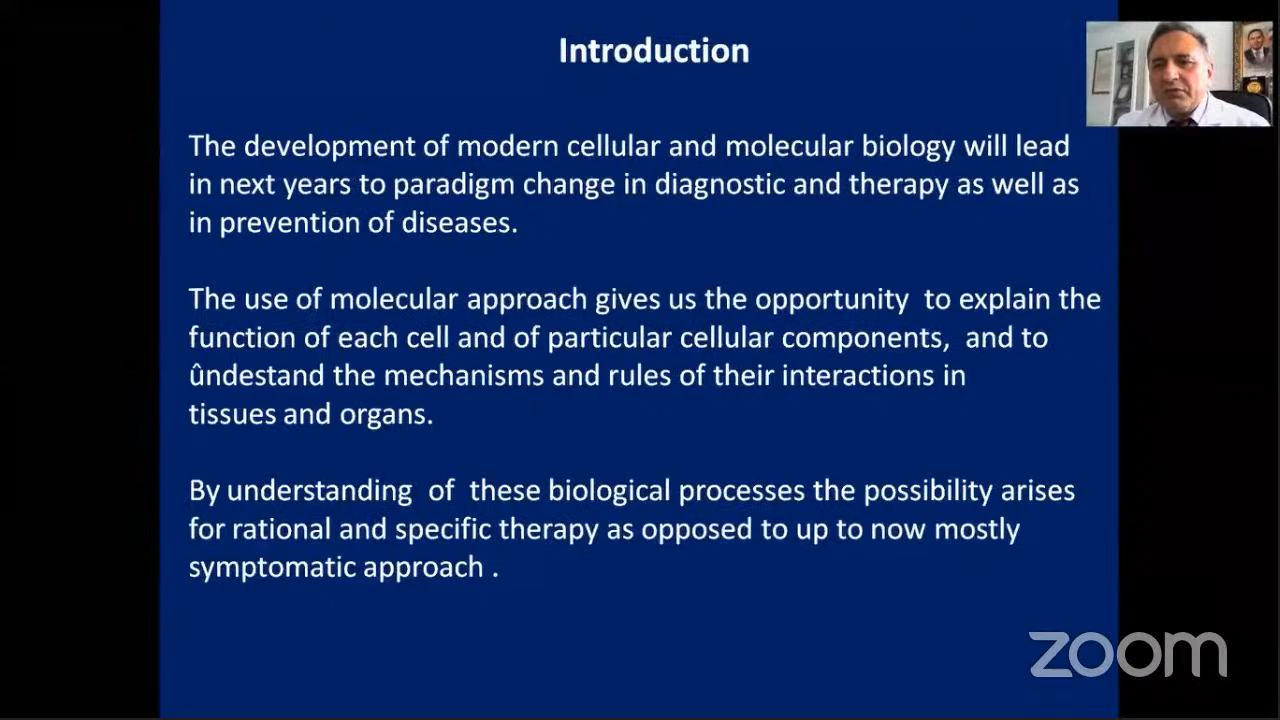 Introduction
The development of modern cellular and molecular biology will lead
in next years to paradigm change in diagnostic and therapy as well as
in prevention of diseases.
The use of molecular approach gives us the opportunity  to explain the
function of each cell and of particular cellular components,  and to
ûndestand the mechanisms and rules of their interactions in
tissues and organs.
By understanding  of  these biological processes the possibility arises
for rational and specific therapy as opposed to up to now mostly
symptomatic approach .
zoom